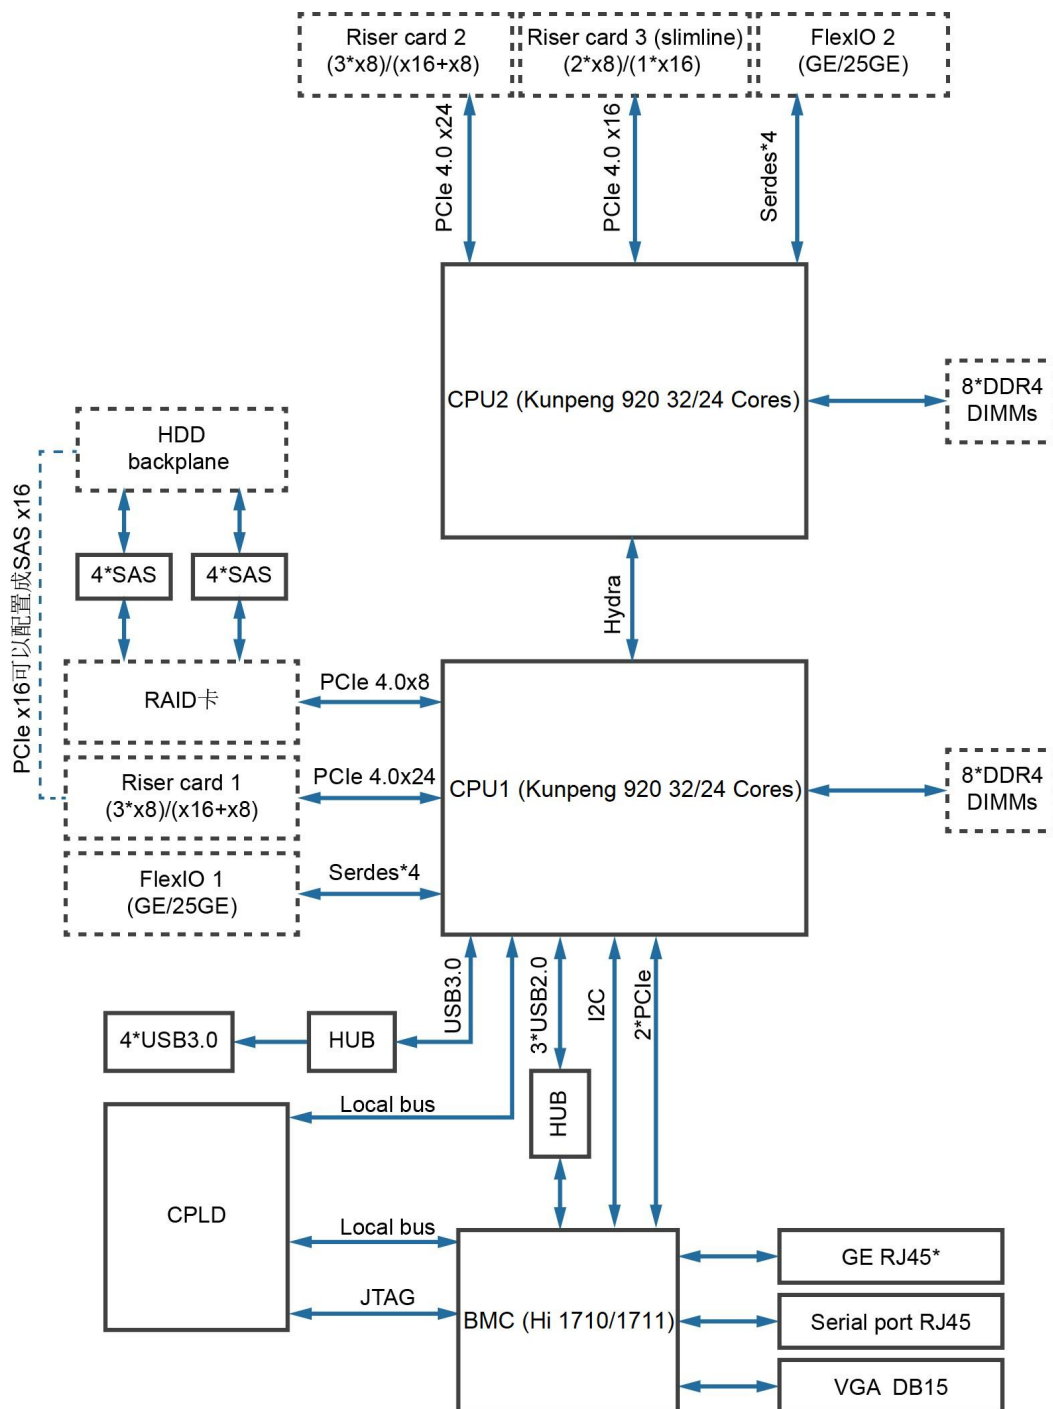 Riser card 2
(3*x8)/(x16+x8)
Riser card 3 (slimline)
(2*x8)/(1*x16)
FlexIO 2
(GE/25GE)
PCIe 4.0 x24
PCIe 4.0 x16
Serdes*4
CPU2 (Kunpeng 920 32/24 Cores)
8*DDR4
DIMMs
HDD
backplane
4*SAS
4*SAS
PCIe x16可以配置成SAS x16
Hydra
RAID卡
PCIe 4.0x8
Riser card 1
(3*x8)/(x16+x8)
PCIe 4.0x24
CPU1 (Kunpeng 920 32/24 Cores)
8*DDR4
DIMMs
FlexIO 1
(GE/25GE)
Serdes*4
USB3.0
3*USB2.0
I2C
2*PCIe
4*USB3.0
HUB
HUB
Local bus
CPLD
Local bus
JTAG
BMC (Hi 1710/1711)
GE RJ45*
Serial port RJ45
VGA DB15